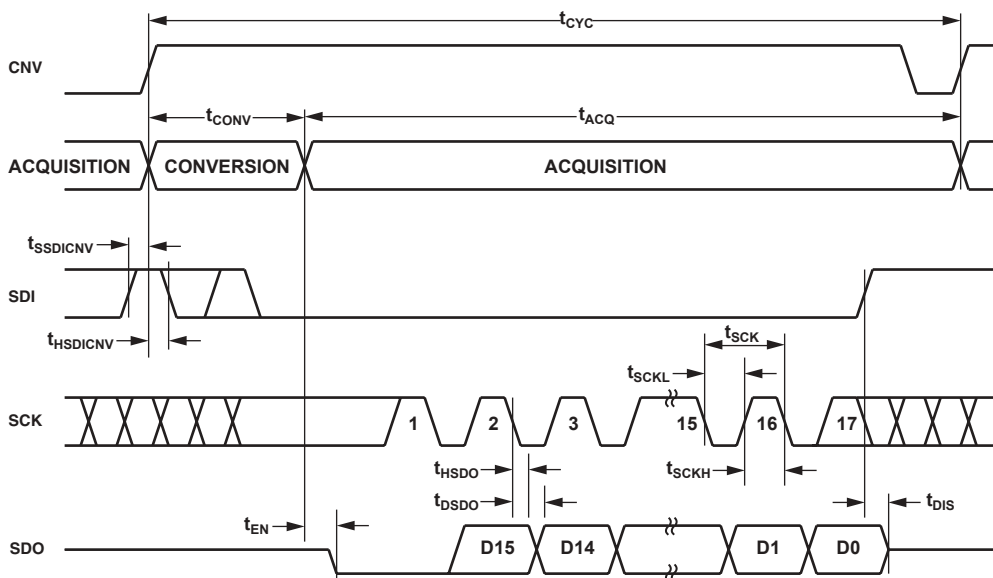 tCYC
CNV
tCONV
tACQ
ACQUISITION CONVERSION ACQUISITION
tSSDICNV
SDI
tHSDICNV
tSCK
tSCKL
SCK 1 2 3 15 16 17
tHSDO
tSCKH
tDSDO
tDIS
tEN
SDO D15 D14 D1 D0